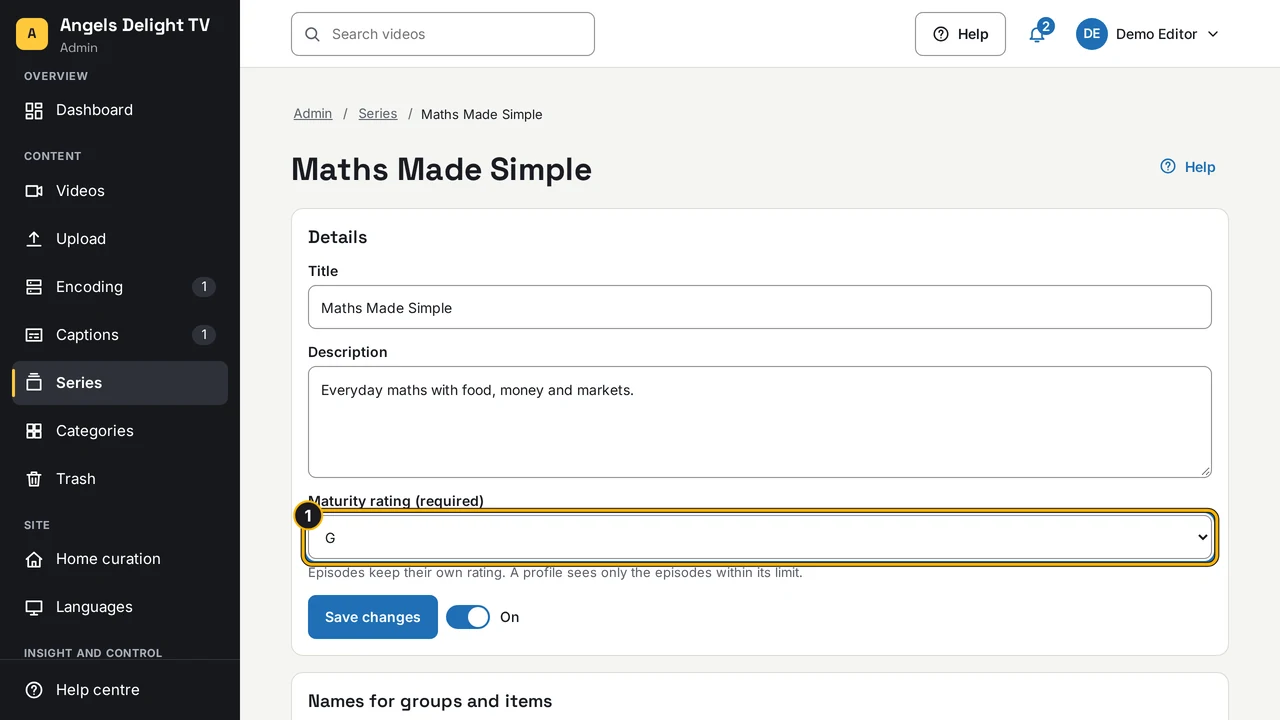 A
Angels Delight TV
Admin
OVERVIEW
Dashboard
CONTENT
Videos
Upload
Encoding 1
Captions 1
Series
Categories
Trash
SITE
Home curation
Languages
INSIGHT AND CONTROL
Help centre
Search videos
Help
2
DE Demo Editor
Admin / Series / Maths Made Simple
Maths Made Simple
Help
Details
Title
Maths Made Simple
Description
Everyday maths with food, money and markets.
Maturity rating (required)
1
G
Episodes keep their own rating. A profile sees only the episodes within its limit.
Save changes On
Names for groups and items